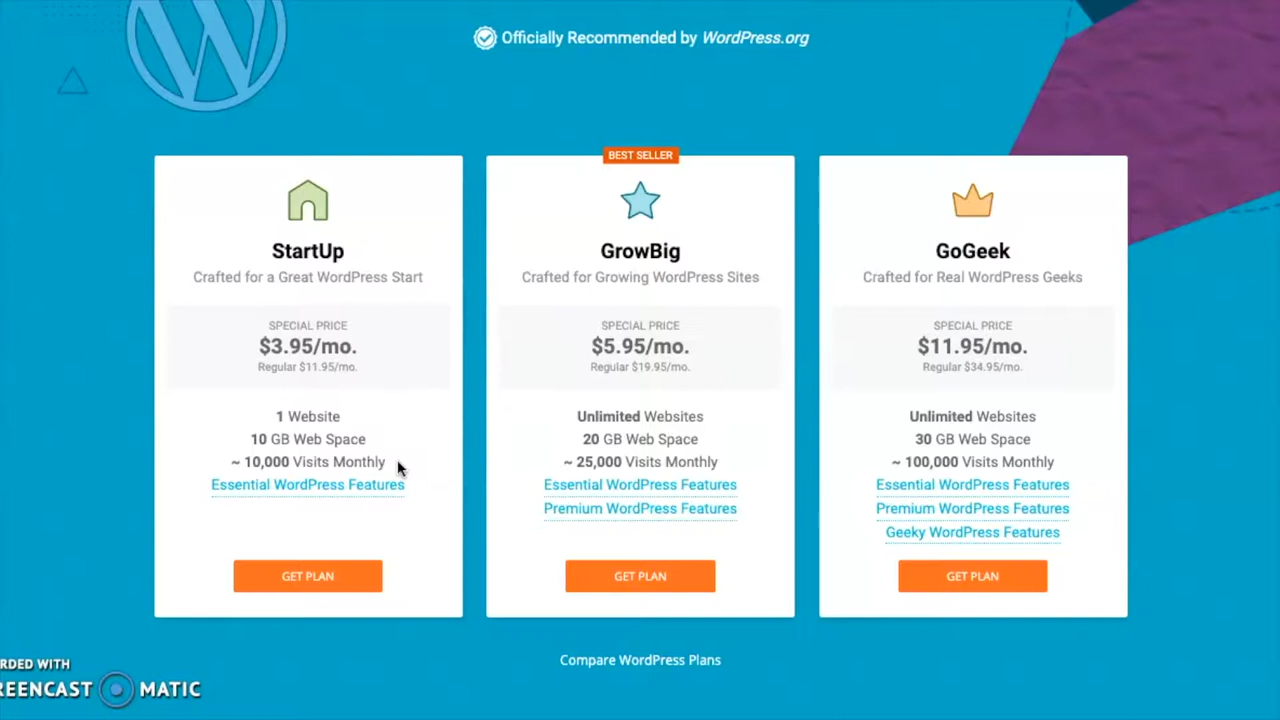 Officially Recommended by WordPress.org
StartUp
Crafted for a Great WordPress Start
SPECIAL PRICE
$3.95/mo.
Regular $11.95/mo.
1 Website
10 GB Web Space
~ 10,000 Visits Monthly
Essential WordPress Features
GET PLAN
BEST SELLER
GrowBig
Crafted for Growing WordPress Sites
SPECIAL PRICE
$5.95/mo.
Regular $19.95/mo.
Unlimited Websites
20 GB Web Space
~ 25,000 Visits Monthly
Essential WordPress Features
Premium WordPress Features
GET PLAN
GoGeek
Crafted for Real WordPress Geeks
SPECIAL PRICE
$11.95/mo.
Regular $34.95/mo.
Unlimited Websites
30 GB Web Space
~ 100,000 Visits Monthly
Essential WordPress Features
Premium WordPress Features
Geeky WordPress Features
GET PLAN
Compare WordPress Plans
RDED WITH
REENCAST MATIC